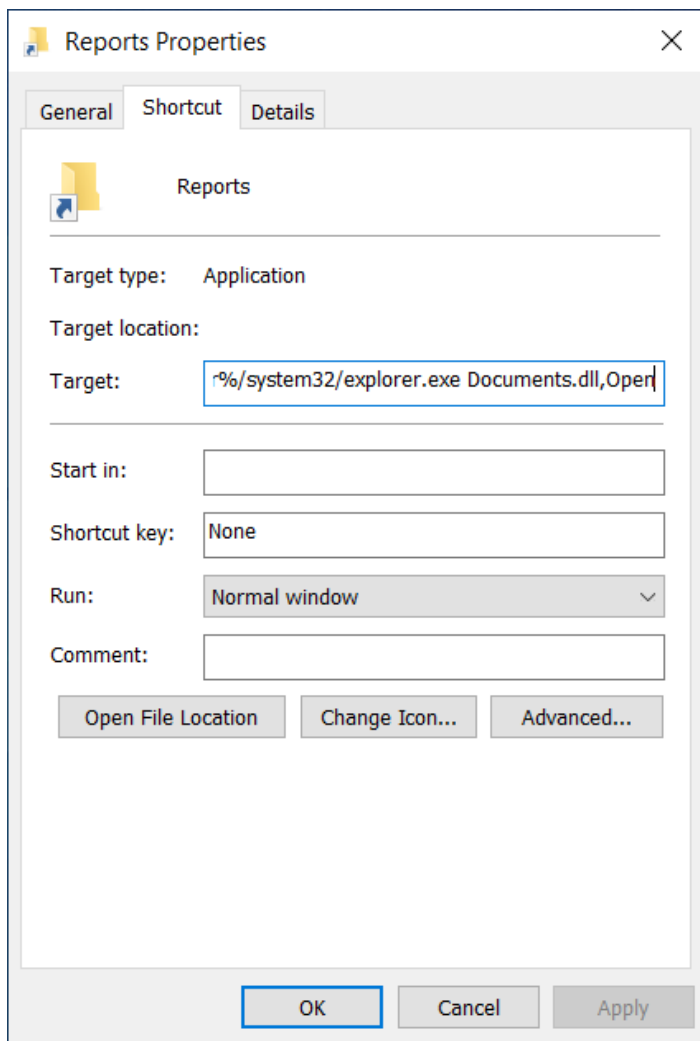 Reports Properties
General Shortcut Details
Reports
Target type: Application
Target location:
Target: r%/system32/explorer.exe Documents.dll,Open
Start in:
Shortcut key: None
Run: Normal window
Comment:
Open File Location Change Icon... Advanced...
OK Cancel Apply